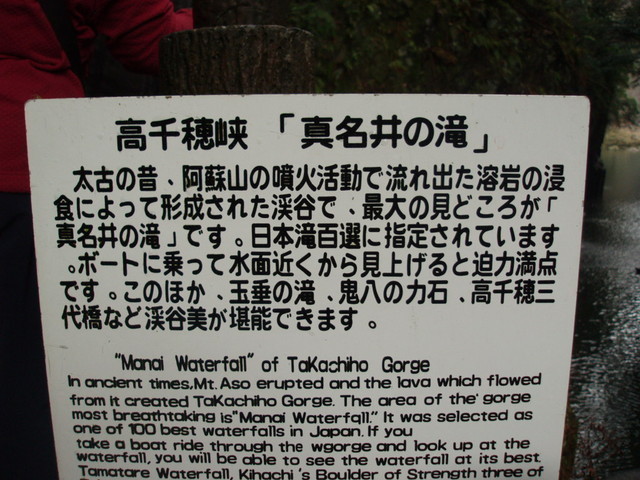 高千穂峡 「真名井の滝」
太古の昔、阿蘇山の噴火活動で流れ出た溶岩の浸
食によって形成された渓谷で、最大の見どころが「
真名井の滝」です。日本滝百選に指定されています
。ボートに乗って水面近くから見上げると迫力満点
です。このほか、玉垂の滝、鬼八の力石、高千穂三
代橋など渓谷美が堪能できます。
"Manai Waterfall" of TaKachiho Gorge
In ancient times,Mt. Aso erupted and the lava which flowed
from it created TaKachiho Gorge. The area of the gorge
most breathtaking is"Manai Waterfall." It was selected as
one of 100 best waterfalls in Japan. If you
take a boat ride through the wgorge and look up at the
waterfall, you will be able to see the waterfall at its best.
Tamatare Waterfall, Kihachi 's Boulder of Strength three of